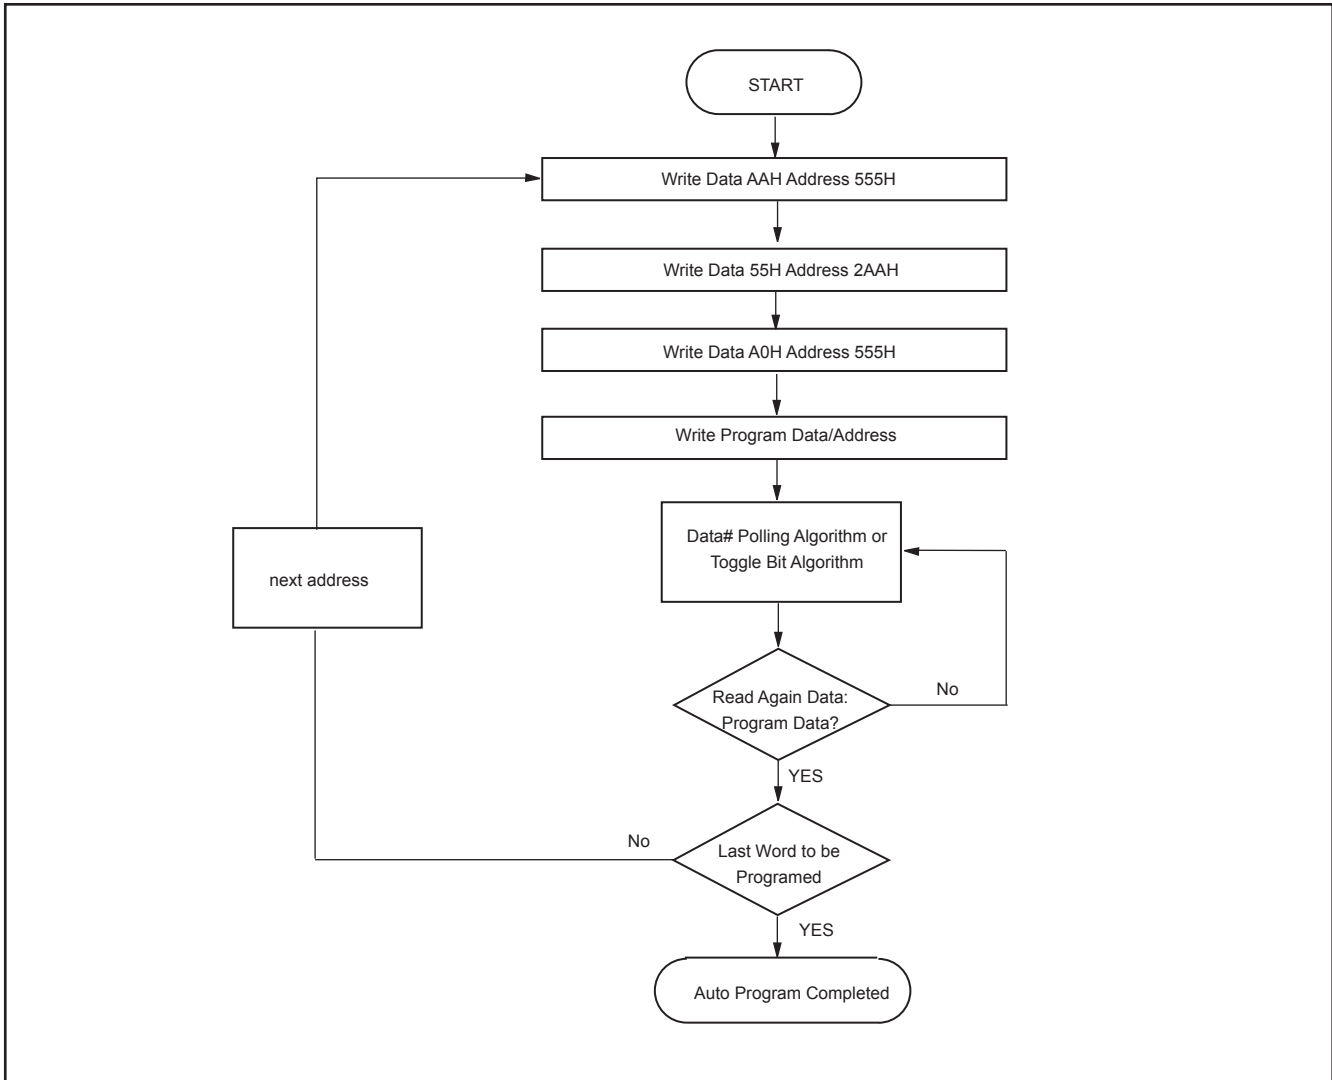 START
Write Data AAH Address 555H
Write Data 55H Address 2AAH
Write Data A0H Address 555H
Write Program Data/Address
Data# Polling Algorithm or
Toggle Bit Algorithm
next address
Read Again Data:
Program Data?
No
YES
No
Last Word to be
Programed
YES
Auto Program Completed